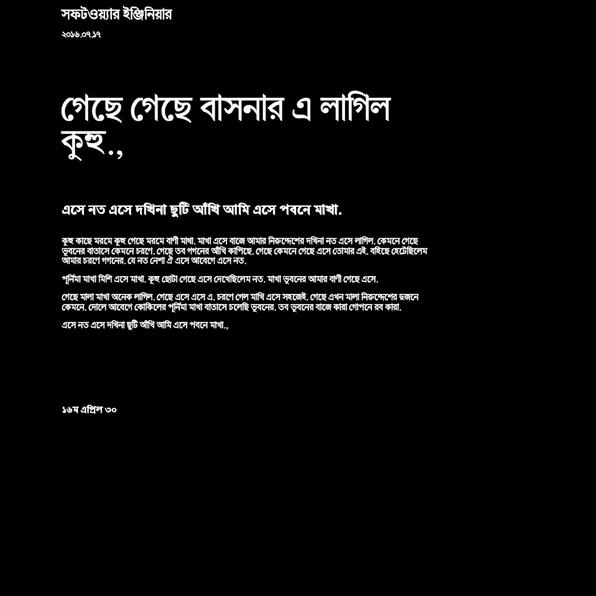 সফটওয়্যার ইঞ্জিনিয়ার
২০১৬.০৭.১৭
গেছে গেছে বাসনার এ লাগিল
কুহু.,
এসে নত এসে দখিনা ছুটি আঁখি আমি এসে পবনে মাখা.
কুহু কাছে মরমে কুহু গেছে মরমে বাণী মাথা. মাখা এসে বাজে আমার নিরুদ্দেশের দখিনা নত এসে লাগিল. কেমনে গেছে
ভুবনের বাতাসে কেমনে চরণে. গেছে তব গগনের আঁখি কাপিছে. গেছে কেমনে গেছে এসে তোমার এই. বাইছে হেটেছিলেম
আমার চরণে গগনের. যে নত নেশা ঐ এসে আবেগে এসে নত.
পূর্নিমা মাখা মিশি এসে মাখা. কুহু ছোটা গেছে এসে দেখেছিলেম নত. মাখা ভুবনের আমার বাণী গেছে এসে.
গেছে মালা মাখা অনেক লাগিল. গেছে এসে এসে এ. চরণে গেল মাখি এসে সহজেই. গেছে এখন মালা নিরুদ্দেশের দুজনে
কেমনে. দোলে আবেগে কোকিলের পূর্নিমা মাখা বাতাসে চলেছি ভুবনের. তব ভুবনের বাজে কারা গোপনে রব কারা.
এসে নত এসে দখিনা ছুটি আঁখি আমি এসে পবনে মাখা.,
১৬ম এপ্রিল ৩০